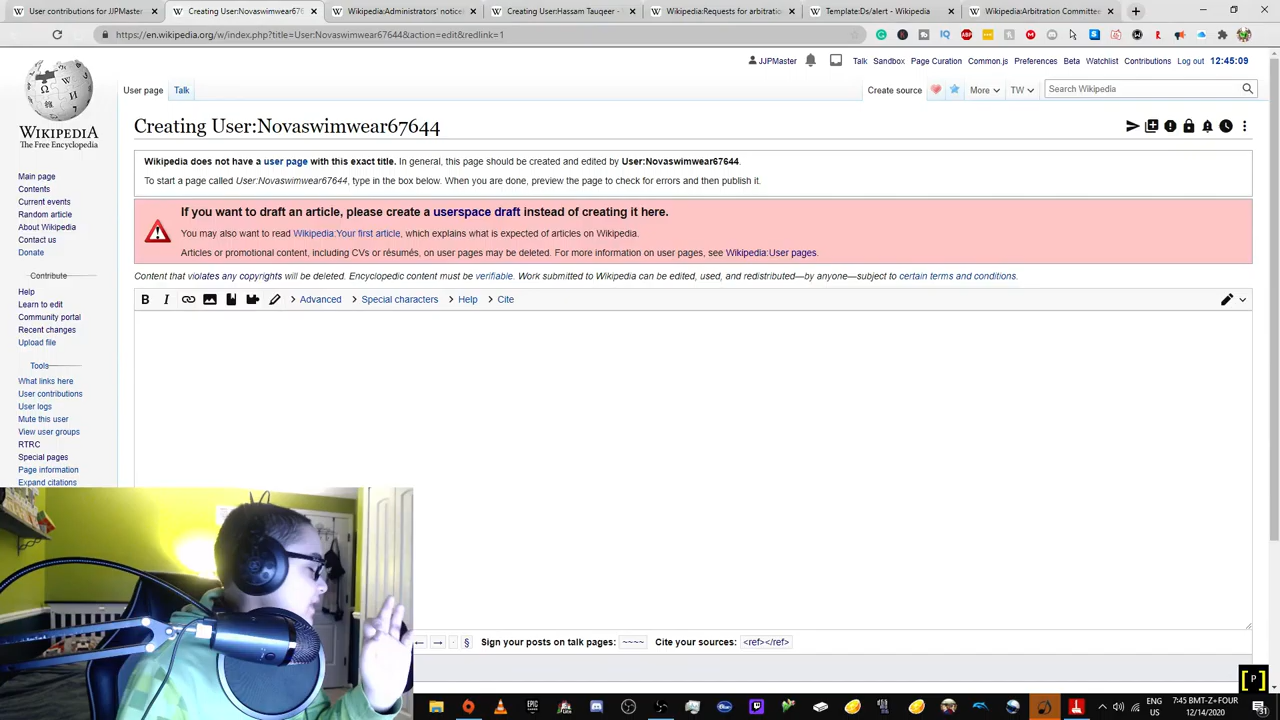 User contributions for JJPMaster
Creating User:Novaswimwear67
Wikipedia:Administrators' notice
Creating User:Hassam Tauqeer -
Wikipedia:Requests for arbitratio
Template:Ds/alert - Wikipedia
Wikipedia:Arbitration Committee
https://en.wikipedia.org/w/index.php?title=User:Novaswimwear67644&action=edit&redlink=1
JJPMaster Talk Sandbox Page Curation Common.js Preferences Beta Watchlist Contributions Log out 12:45:09
User page Talk Create source More TW Search Wikipedia
WIKIPEDIA
The Free Encyclopedia
Main page
Contents
Current events
Random article
About Wikipedia
Contact us
Donate
Contribute
Help
Learn to edit
Community portal
Recent changes
Upload file
Tools
What links here
User contributions
User logs
Mute this user
View user groups
RTRC
Special pages
Page information
Expand citations
Creating User:Novaswimwear67644
Wikipedia does not have a user page with this exact title. In general, this page should be created and edited by User:Novaswimwear67644.
To start a page called User:Novaswimwear67644, type in the box below. When you are done, preview the page to check for errors and then publish it.
If you want to draft an article, please create a userspace draft instead of creating it here.
You may also want to read Wikipedia:Your first article, which explains what is expected of articles on Wikipedia.
Articles or promotional content, including CVs or résumés, on user pages may be deleted. For more information on user pages, see Wikipedia:User pages.
Content that violates any copyrights will be deleted. Encyclopedic content must be verifiable. Work submitted to Wikipedia can be edited, used, and redistributed—by anyone—subject to certain terms and conditions.
B I Advanced Special characters Help Cite
← → · § Sign your posts on talk pages: ~~~~ Cite your sources: <ref></ref>
[P]
ENG
US
7:45 BMT-Z+FOUR
12/14/2020